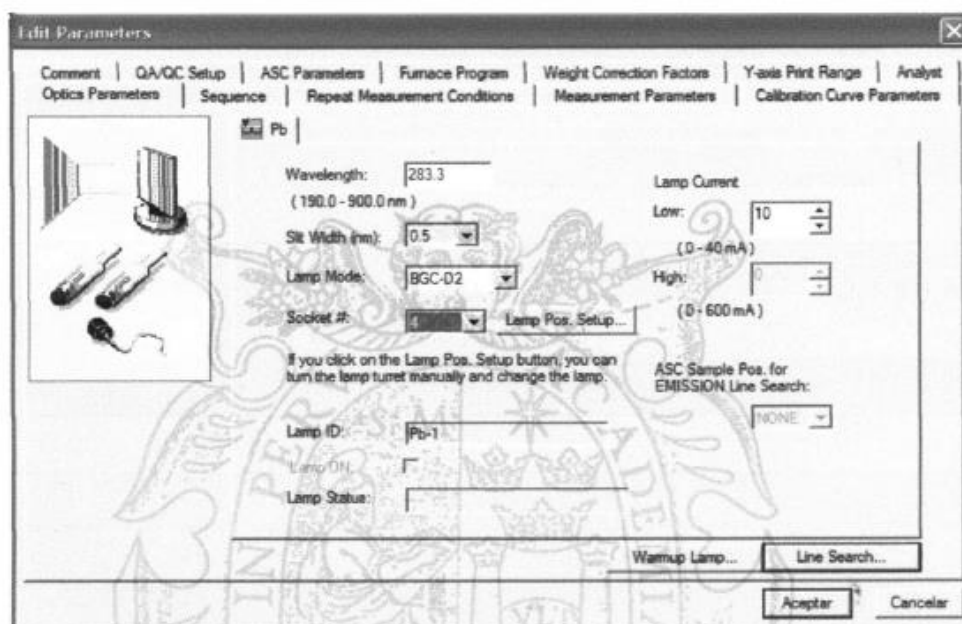 Edit Parameters
Comment | QA/QC Setup | ASC Parameters | Furnace Program | Weight Correction Factors | Y-axis Print Range | Analyst
Optics Parameters | Sequence | Repeat Measurement Conditions | Measurement Parameters | Calibration Curve Parameters
Pb
Wavelength: 283.3
( 190.0 - 900.0 nm )
Slit Width (nm): 0.5
Lamp Mode: BGC-D2
Socket #: Lamp Pos. Setup...
If you click on the Lamp Pos. Setup button, you can
turn the lamp turret manually and change the lamp.
Lamp ID: Pb-1
Lamp ON:
Lamp Status:
Lamp Current
Low: 10
( 0 - 40 mA )
High: 0
( 0 - 600 mA )
ASC Sample Pos. for
EMISSION Line Search:
NONE
Warmup Lamp... Line Search...
Aceptar Cancelar